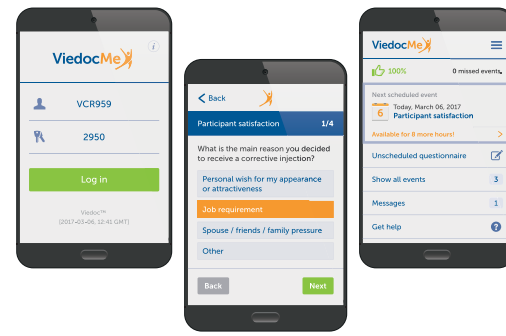 ViedocMe
i
VCR959
2950
Log in
Viedoc™
[2017-03-06, 12:41 GMT]
Back
Participant satisfaction 1/4
What is the main reason you decided
to receive a corrective injection?
Personal wish for my appearance
or attractiveness
Job requirement
Spouse / friends / family pressure
Other
Back Next
ViedocMe
100% 0 missed events
Next scheduled event
6
Today, March 06, 2017
Participant satisfaction
Available for 8 more hours!
Unscheduled questionnaire
Show all events 3
Messages 1
Get help ?